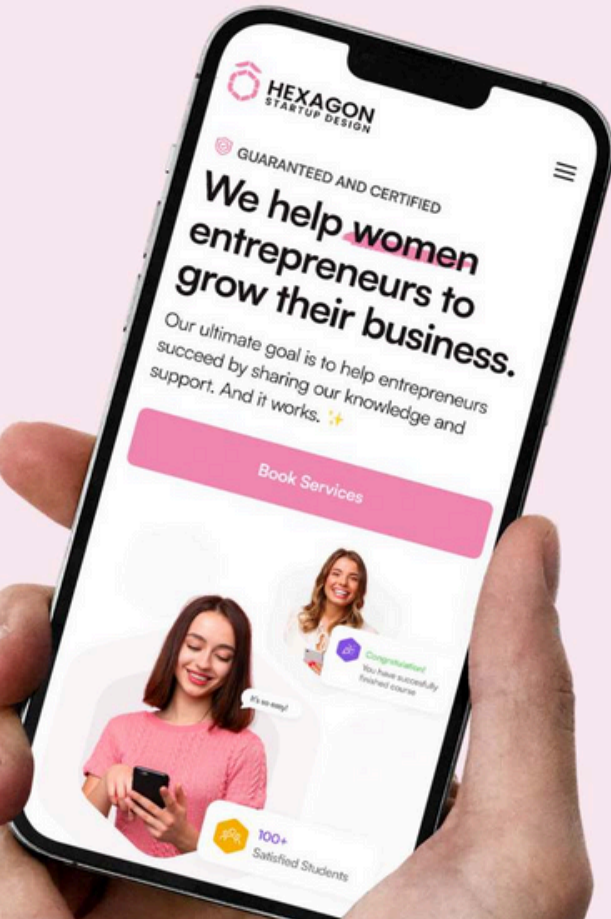 HEXAGON
STARTUP DESIGN
GUARANTEED AND CERTIFIED
We help women
entrepreneurs to
grow their business.
Our ultimate goal is to help entrepreneurs
succeed by sharing our knowledge and
support. And it works. ✨
Book Services
Congratulation!
You have succesfully
finished course
It's so easy!
100+
Satisfied Students